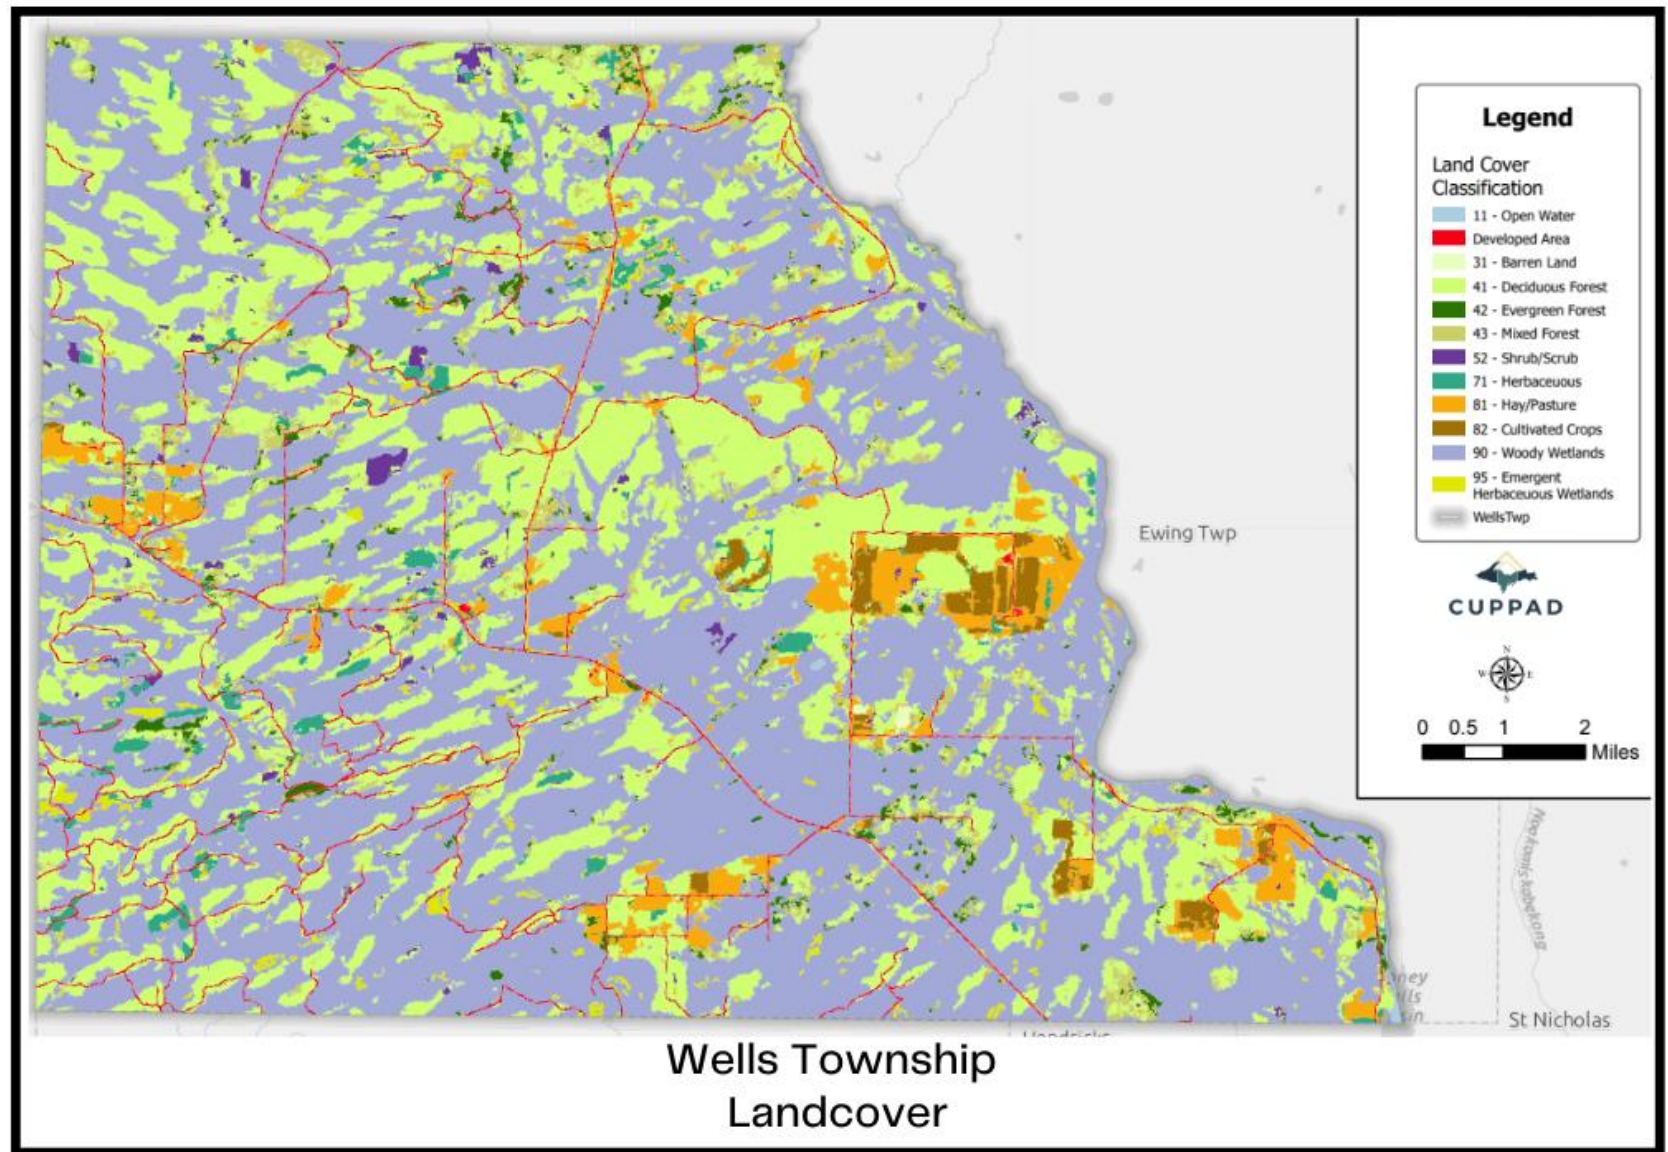 Legend
Land Cover
Classification
11 - Open Water
Developed Area
31 - Barren Land
41 - Deciduous Forest
42 - Evergreen Forest
43 - Mixed Forest
52 - Shrub/Scrub
71 - Herbaceuous
81 - Hay/Pasture
82 - Cultivated Crops
90 - Woody Wetlands
95 - Emergent
Herbaceuous Wetlands
WellsTwp
CUPPAD
N
W E
S
0 0.5 1 2
Miles
Ewing Twp
St Nicholas
Wells Township
Landcover